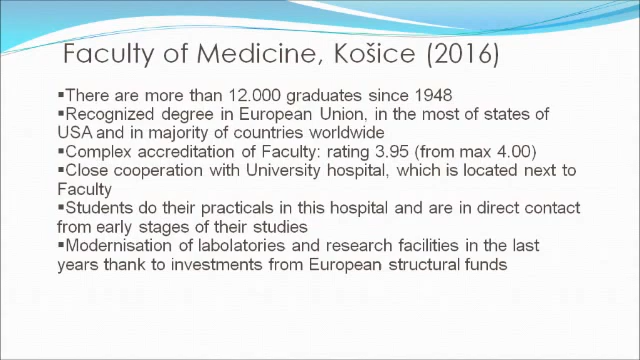 Faculty of Medicine, Košice (2016)
▪There are more than 12.000 graduates since 1948
▪Recognized degree in European Union, in the most of states of
USA and in majority of countries worldwide
▪Complex accreditation of Faculty: rating 3.95 (from max 4.00)
▪Close cooperation with University hospital, which is located next to
Faculty
▪Students do their practicals in this hospital and are in direct contact
from early stages of their studies
▪Modernisation of labolatories and research facilities in the last
years thank to investments from European structural funds